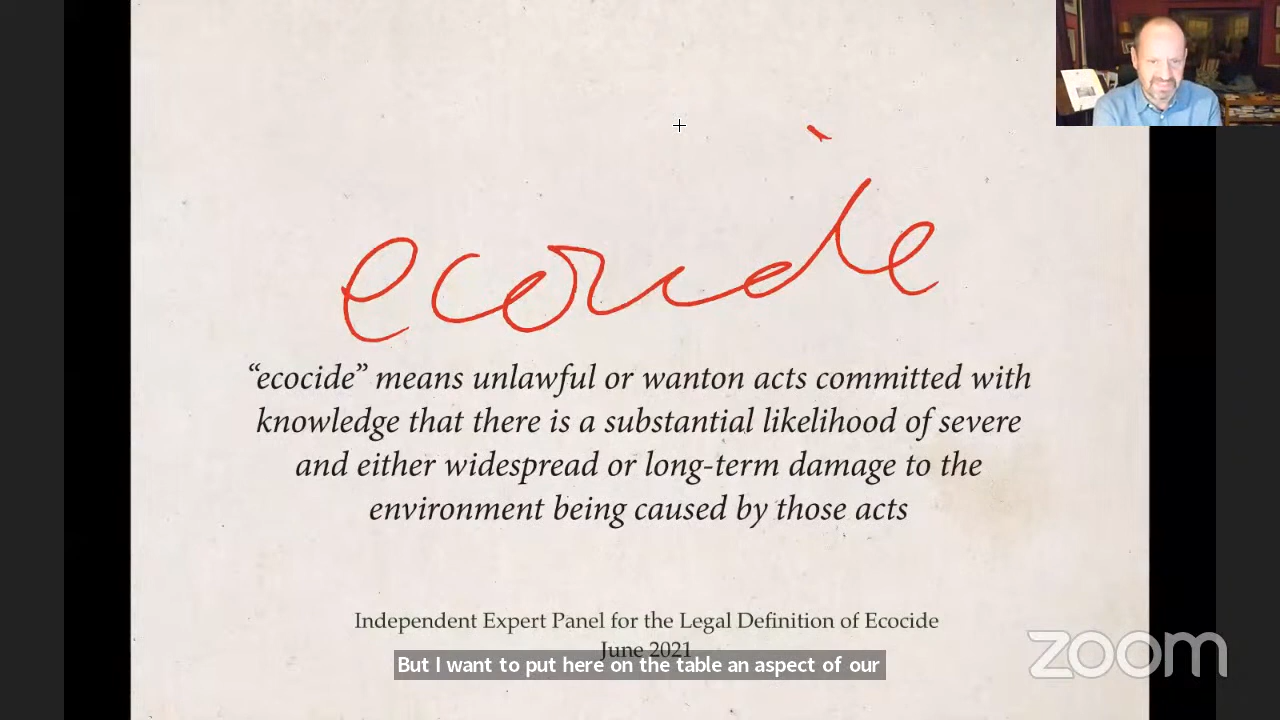 ecocide
“ecocide” means unlawful or wanton acts committed with
knowledge that there is a substantial likelihood of severe
and either widespread or long-term damage to the
environment being caused by those acts
Independent Expert Panel for the Legal Definition of Ecocide
June 2021
But I want to put here on the table an aspect of our
zoom